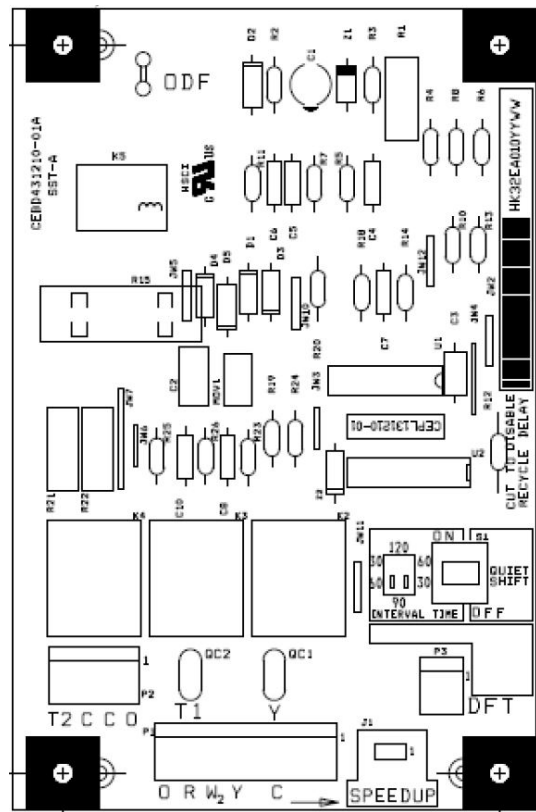 D2
R2
C1
Z1
R3
R1
ODF
R4
R8
R6
CEBD431210-01A
SST-A
K5
HSCI
C
US
R11
C6
C5
R7
R5
HK32EA010YYWW
R10
R13
D1
D3
R18
C4
R14
JW12
JW5
D4
D5
R15
JW10
JW2
JW4
C3
U1
C7
R20
C2
MOV1
R19
R24
JW3
R12
JW7
JW6
R25
R26
R23
CEPL131210-01
U2
CUT TO DISABLE
RECYCLE DELAY
R21
R22
C10
C8
K4
K3
K2
JW11
ON
S1
120
30
60
60
30
90
QUIET
SHIFT
INTERVAL TIME
OFF
1
P2
QC2
QC1
P3
1
T2 C C O
T1
Y
DFT
P1
1
J1
1
O R W2 Y C
SPEEDUP